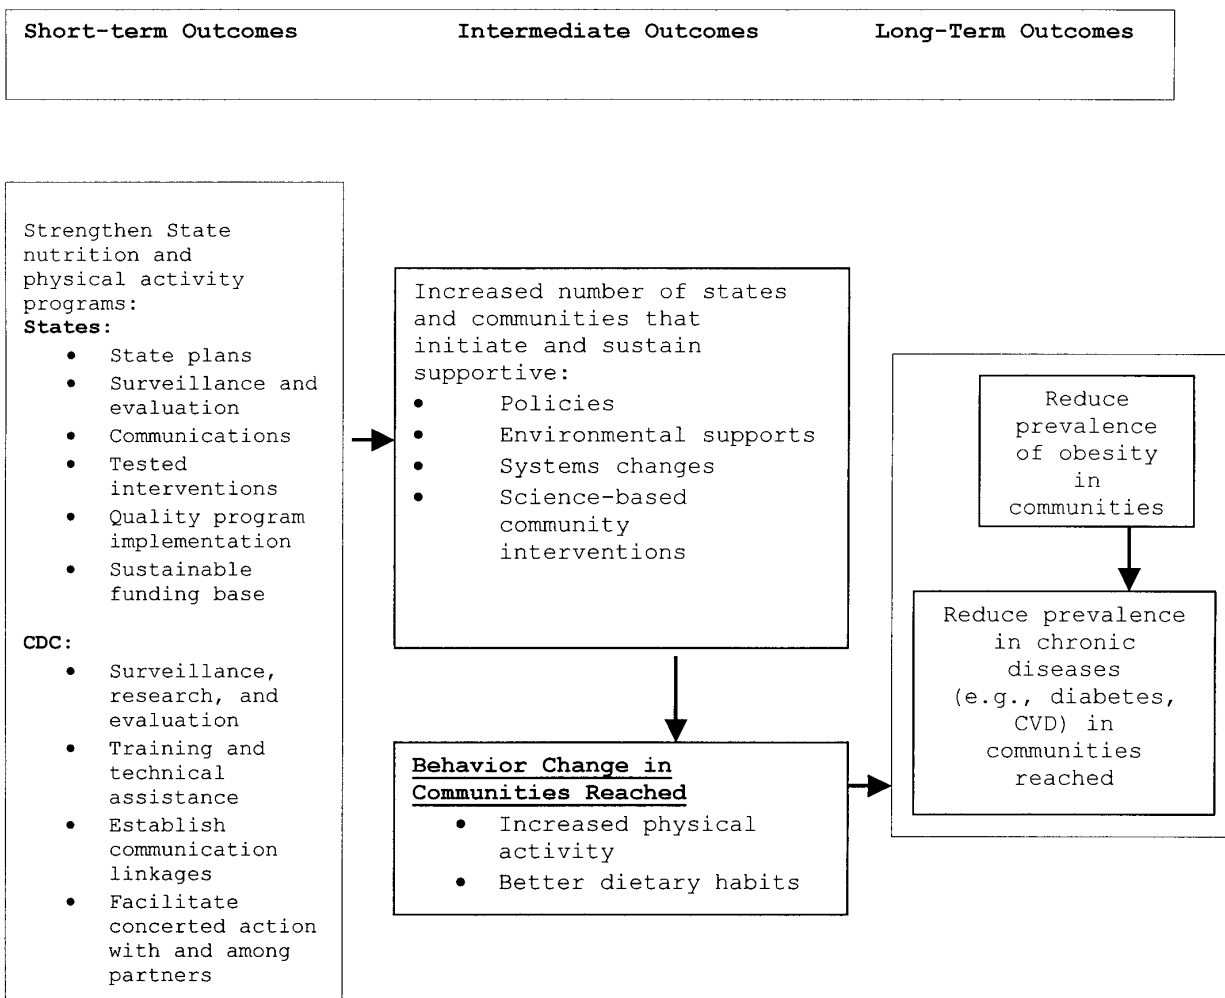 Short-term Outcomes
Intermediate Outcomes
Long-Term Outcomes
Strengthen State
nutrition and
physical activity
programs:
States:
• State plans
• Surveillance and
evaluation
• Communications
• Tested
interventions
• Quality program
implementation
• Sustainable
funding base
CDC:
• Surveillance,
research, and
evaluation
• Training and
technical
assistance
• Establish
communication
linkages
• Facilitate
concerted action
with and among
partners
Increased number of states
and communities that
initiate and sustain
supportive:
• Policies
• Environmental supports
• Systems changes
• Science-based
community
interventions
Behavior Change in
Communities Reached
• Increased physical
activity
• Better dietary habits
Reduce
prevalence
of obesity
in
communities
Reduce prevalence
in chronic
diseases
(e.g., diabetes,
CVD) in
communities
reached